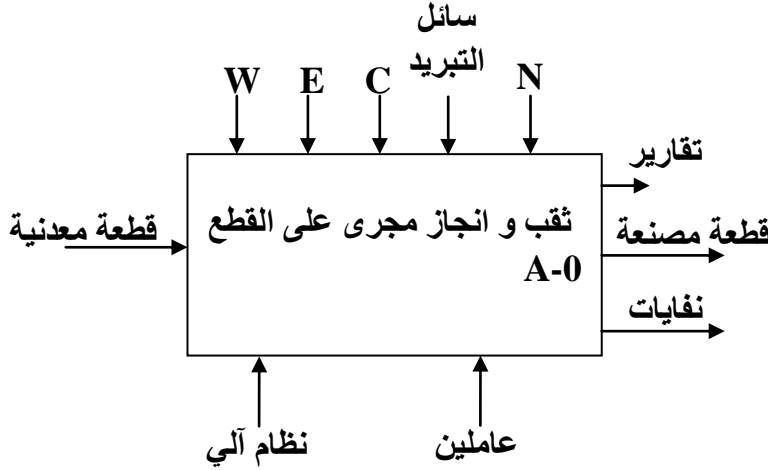 سائل
التبريد
W E C N
تقارير
ثقب و انجاز مجرى على القطع
قطعة معدنية
قطعة مصنعة
A-0
نفايات
نظام آلي
عاملين